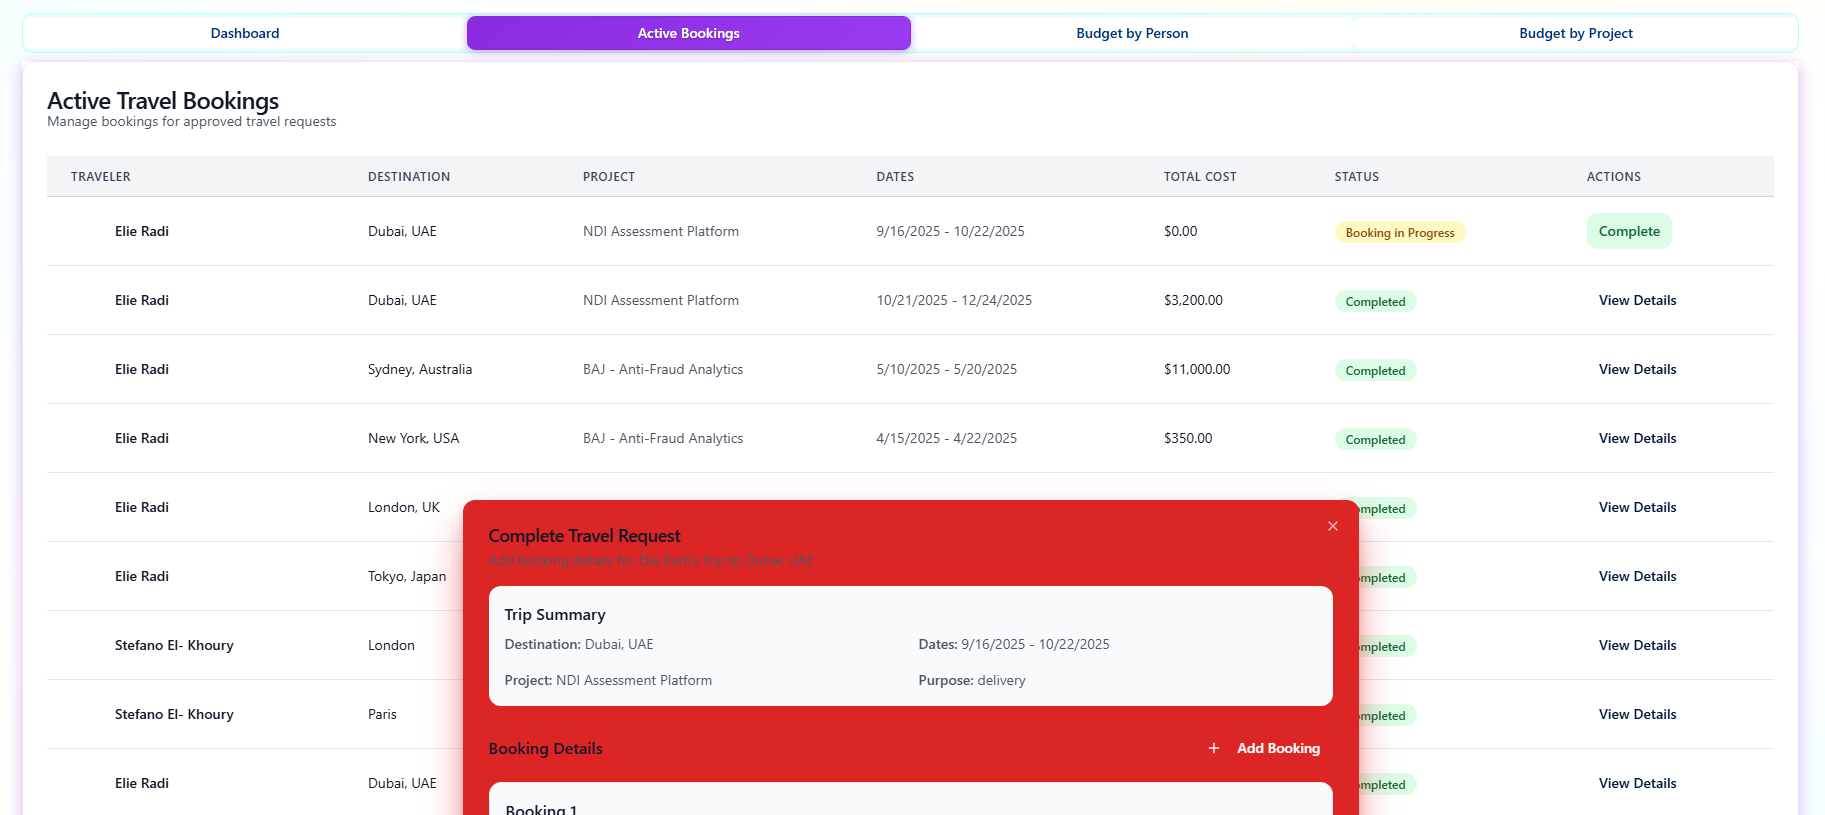 Dashboard Active Bookings Budget by Person Budget by Project
Active Travel Bookings
Manage bookings for approved travel requests
TRAVELER DESTINATION PROJECT DATES TOTAL COST STATUS ACTIONS
Elie Radi Dubai, UAE NDI Assessment Platform 9/16/2025 - 10/22/2025 $0.00 Booking in Progress Complete
Elie Radi Dubai, UAE NDI Assessment Platform 10/21/2025 - 12/24/2025 $3,200.00 Completed View Details
Elie Radi Sydney, Australia BAJ - Anti-Fraud Analytics 5/10/2025 - 5/20/2025 $11,000.00 Completed View Details
Elie Radi New York, USA BAJ - Anti-Fraud Analytics 4/15/2025 - 4/22/2025 $350.00 Completed View Details
Elie Radi London, UK mpleted View Details
Elie Radi Tokyo, Japan mpleted View Details
Stefano El- Khoury London mpleted View Details
Stefano El- Khoury Paris mpleted View Details
Elie Radi Dubai, UAE mpleted View Details
Complete Travel Request ×
Add booking details for Elie Radi's trip to Dubai, UAE
Trip Summary
Destination: Dubai, UAE Dates: 9/16/2025 - 10/22/2025
Project: NDI Assessment Platform Purpose: delivery
Booking Details + Add Booking
Booking 1